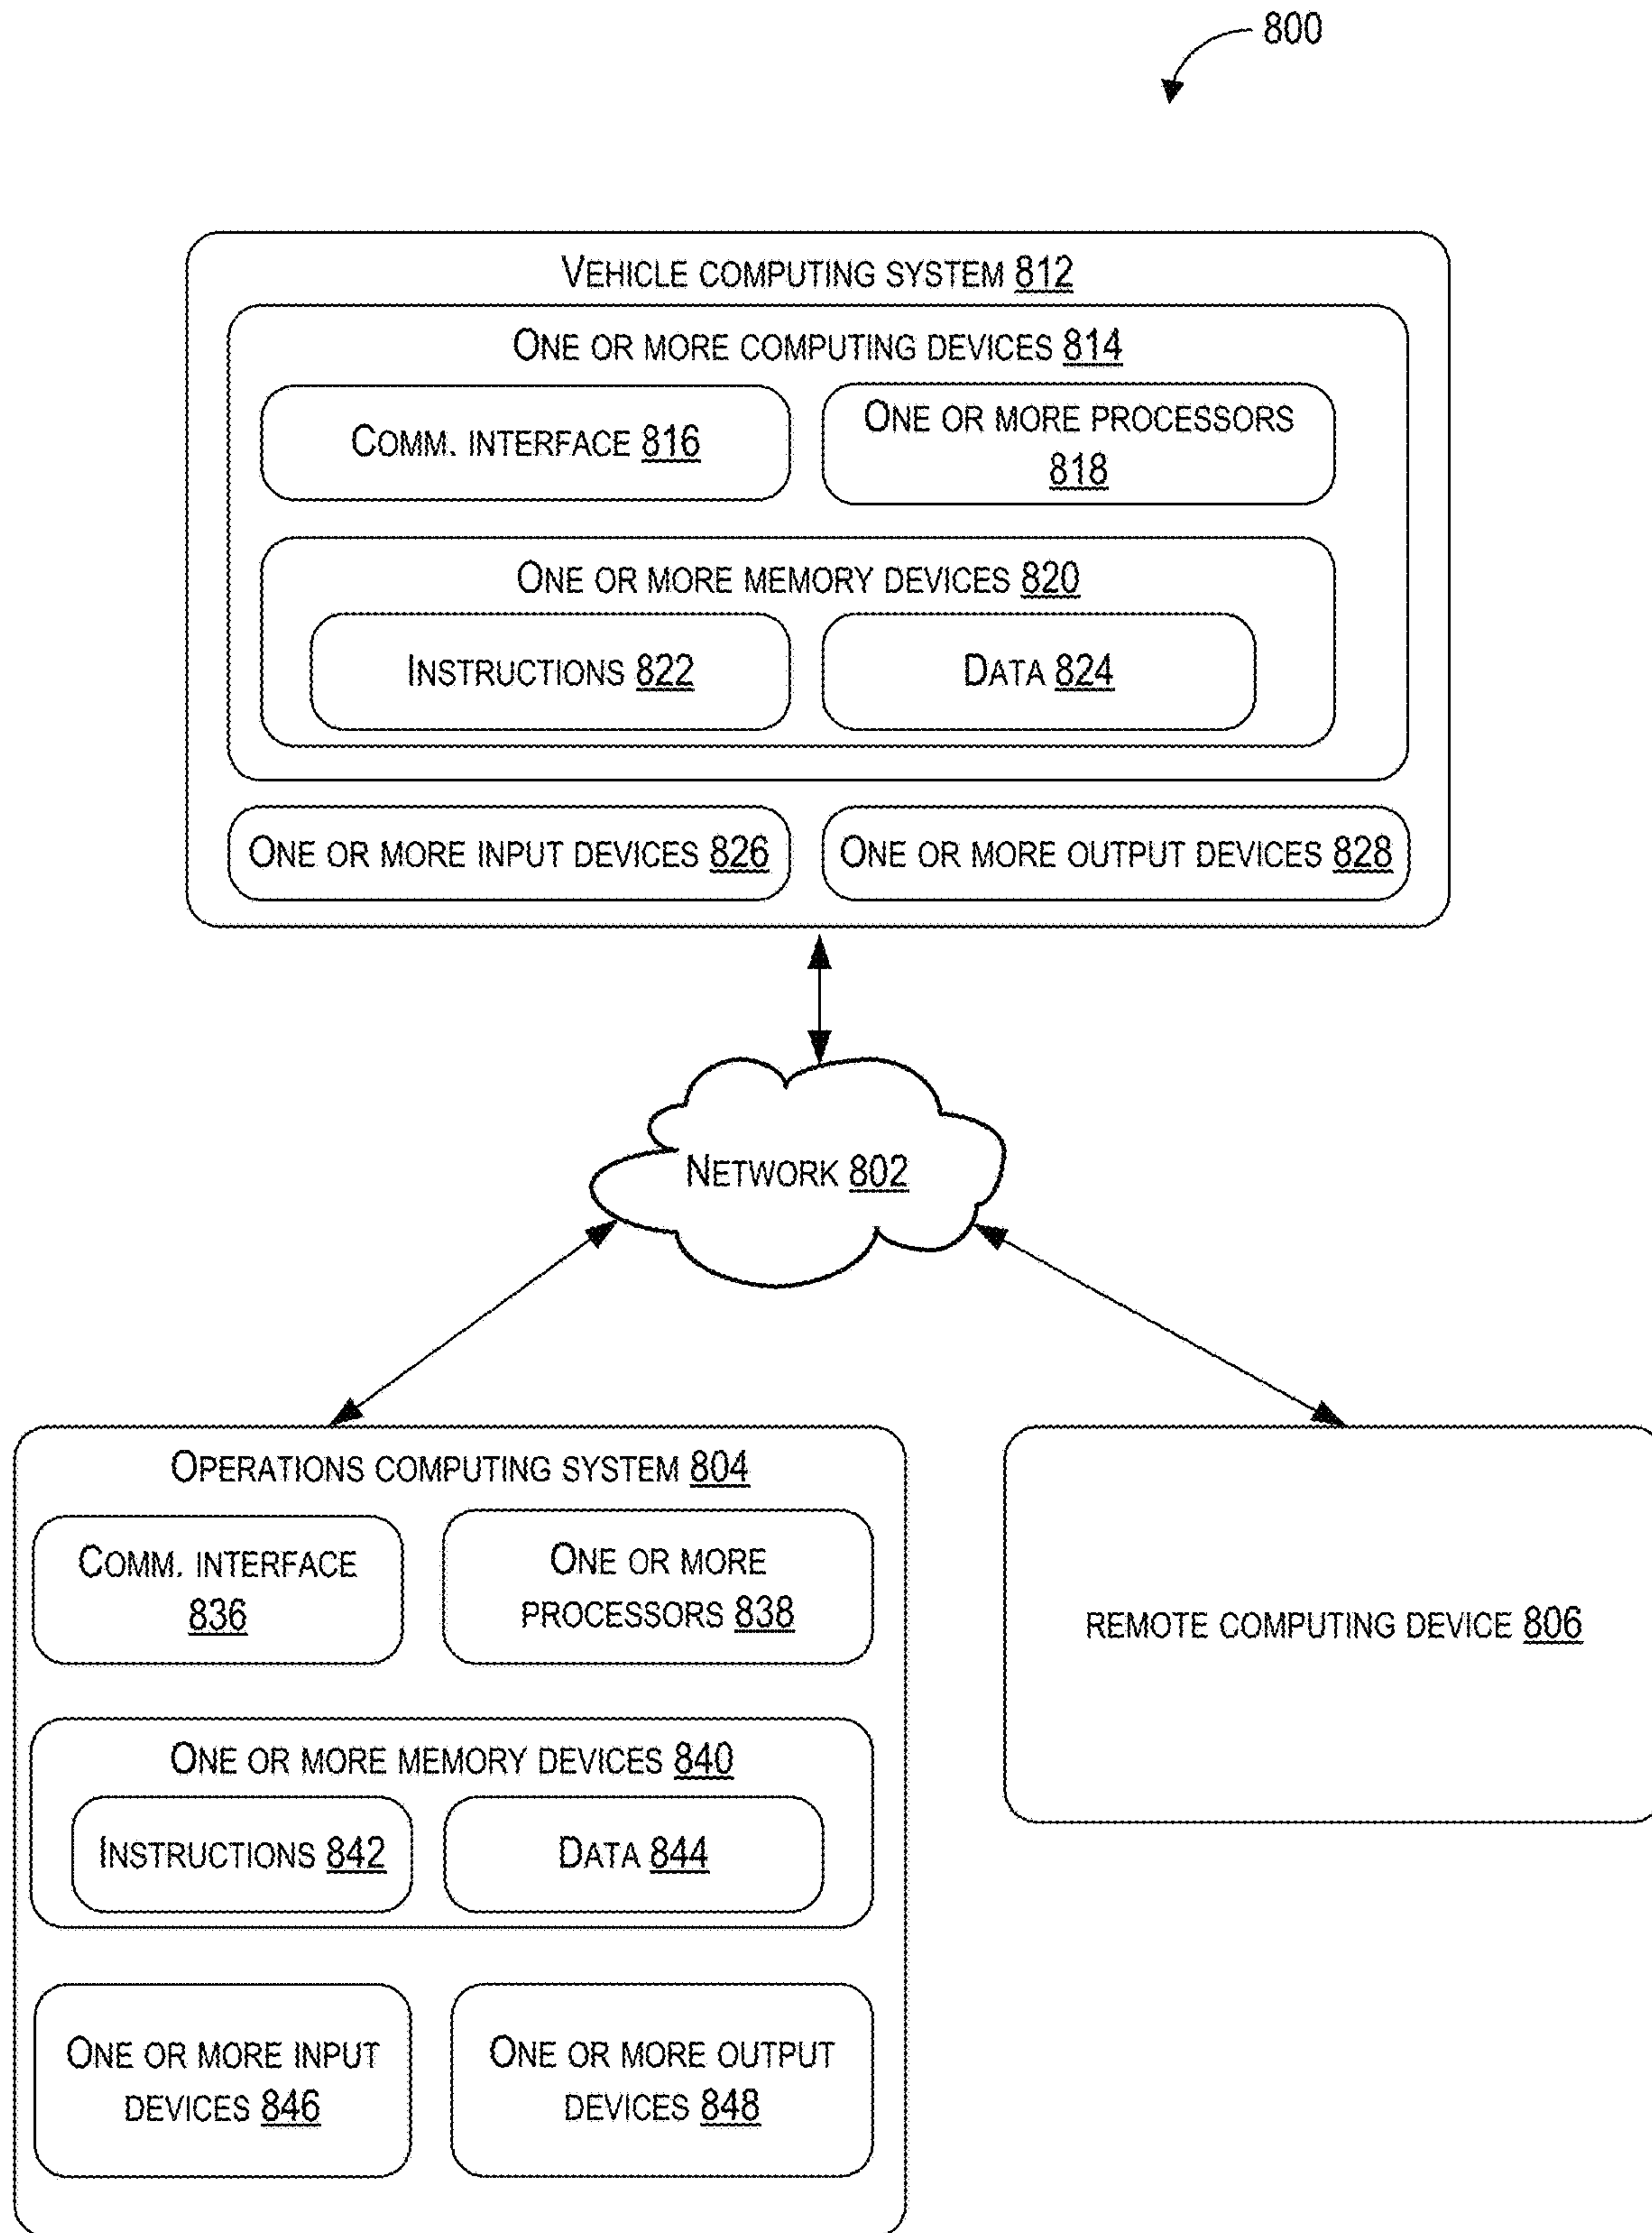 800
VEHICLE COMPUTING SYSTEM 812
ONE OR MORE COMPUTING DEVICES 814
COMM. INTERFACE 816
ONE OR MORE PROCESSORS
818
ONE OR MORE MEMORY DEVICES 820
INSTRUCTIONS 822
DATA 824
ONE OR MORE INPUT DEVICES 826
ONE OR MORE OUTPUT DEVICES 828
NETWORK 802
OPERATIONS COMPUTING SYSTEM 804
COMM. INTERFACE
836
ONE OR MORE
PROCESSORS 838
ONE OR MORE MEMORY DEVICES 840
INSTRUCTIONS 842
DATA 844
ONE OR MORE INPUT
DEVICES 846
ONE OR MORE OUTPUT
DEVICES 848
REMOTE COMPUTING DEVICE 806